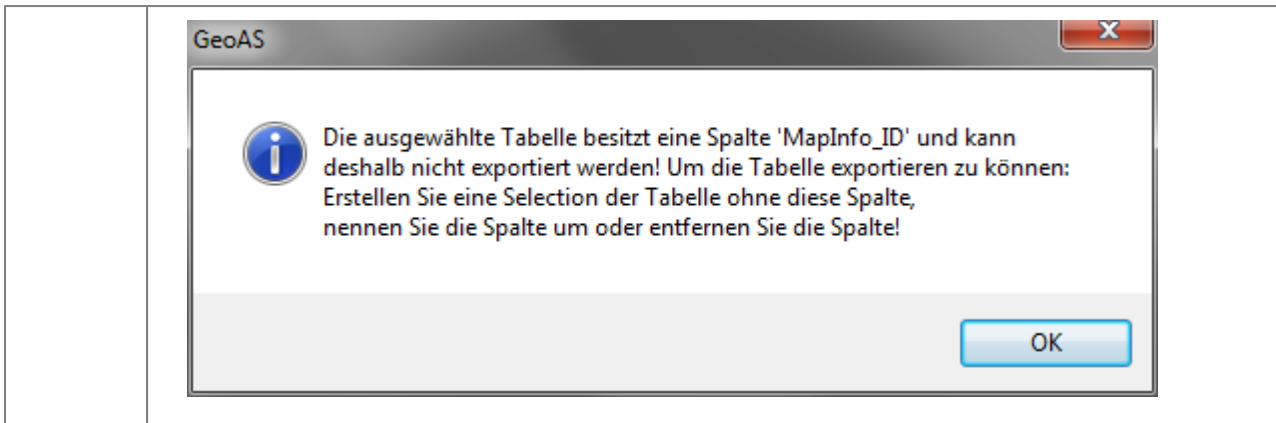 GeoAS
Die ausgewählte Tabelle besitzt eine Spalte 'MapInfo_ID' und kann
deshalb nicht exportiert werden! Um die Tabelle exportieren zu können:
Erstellen Sie eine Selection der Tabelle ohne diese Spalte,
nennen Sie die Spalte um oder entfernen Sie die Spalte!
OK